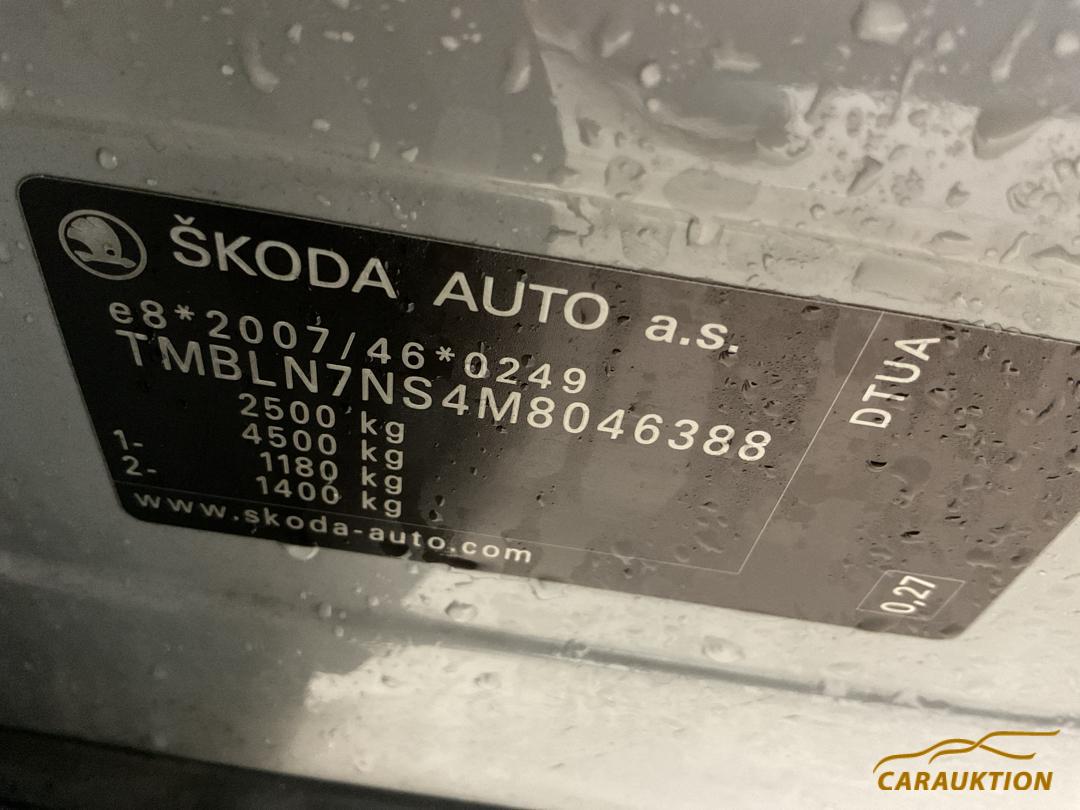 ŠKODA AUTO a.s.
e8*2007/46*0249
TMBLN7NS4M8046388
2500 kg
4500 kg
1- 1180 kg
2- 1400 kg
www.skoda-auto.com
DTUA
0,27
CARAUKTION